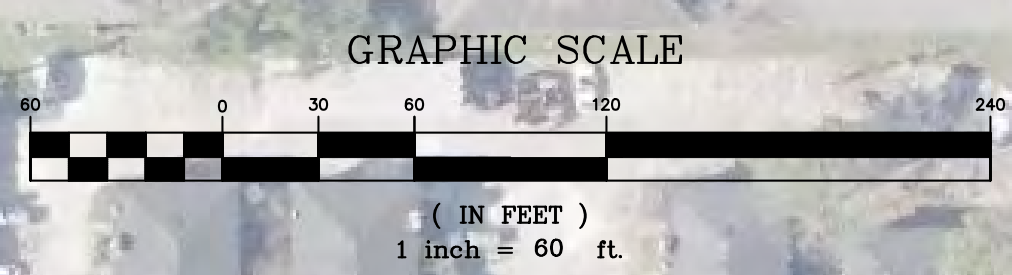 GRAPHIC SCALE
60 0 30 60 120 240
( IN FEET )
1 inch = 60 ft.